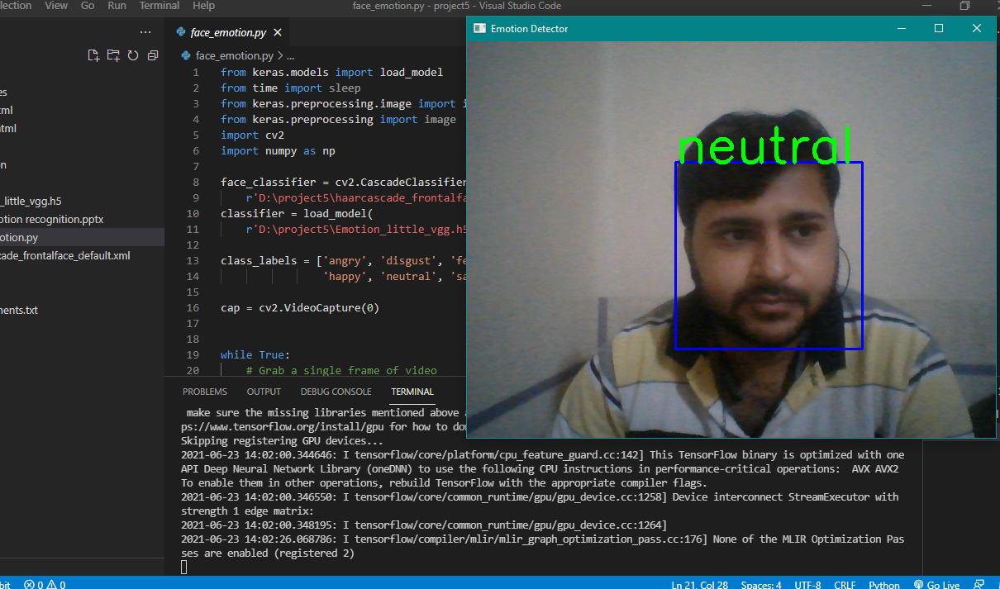 View Go Run Terminal Help
face_emotion.py - project5 - Visual Studio Code
face_emotion.py
face_emotion.py > ...
Emotion Detector
neutral
1 from keras.models import load_model
2 from time import sleep
3 from keras.preprocessing.image import
4 from keras.preprocessing import image
5 import cv2
6 import numpy as np
7
8 face_classifier = cv2.CascadeClassifier
9 r'D:\project5\haarcascade_frontalfa
10 classifier = load_model(
11 r'D:\project5\Emotion_little_vgg.h5
12
13 class_labels = ['angry', 'disgust', 'fe
14 'happy', 'neutral', 'sa
15
16 cap = cv2.VideoCapture(0)
17
18
19 while True:
20 # Grab a single frame of video
_little_vgg.h5
otion recognition.pptx
otion.py
cade_frontalface_default.xml
nents.txt
PROBLEMS OUTPUT DEBUG CONSOLE TERMINAL
make sure the missing libraries mentioned above
ps://www.tensorflow.org/install/gpu for how to dow
Skipping registering GPU devices...
2021-06-23 14:02:00.344646: I tensorflow/core/platform/cpu_feature_guard.cc:142] This TensorFlow binary is optimized with one
API Deep Neural Network Library (oneDNN) to use the following CPU instructions in performance-critical operations:  AVX AVX2
To enable them in other operations, rebuild TensorFlow with the appropriate compiler flags.
2021-06-23 14:02:00.346550: I tensorflow/core/common_runtime/gpu/gpu_device.cc:1258] Device interconnect StreamExecutor with
strength 1 edge matrix:
2021-06-23 14:02:00.348195: I tensorflow/core/common_runtime/gpu/gpu_device.cc:1264]
2021-06-23 14:02:26.068786: I tensorflow/compiler/mlir/mlir_graph_optimization_pass.cc:176] None of the MLIR Optimization Pas
ses are enabled (registered 2)
bit 0 0 Ln 21, Col 28 Spaces: 4 UTF-8 CRLF Python Go Live